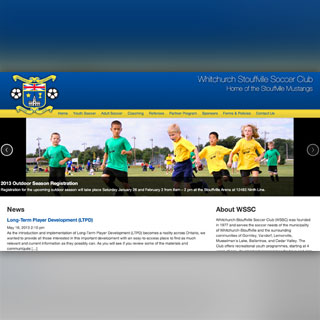 Whitchurch Stouffville Soccer Club
Home of the Stouffville Mustangs
Home Youth Soccer Adult Soccer Coaching Referees Partner Program Sponsors Forms & Policies Contact Us
2013 Outdoor Season Registration
Registration for the upcoming outdoor season will take place Saturday January 26 and February 2 from 9am - 2 pm at the Stouffville Arena at 12483 Ninth Line.
News
Long-Term Player Development (LTPD)
May 16, 2012 2:15 pm
As the introduction and implementation of Long-Term Player Development (LTPD) becomes a reality across Ontario, we
wanted to provide all those interested in this important development with an easy to access place to find as much
relevant and current information as they possibly can. As you will see if you review some of the materials and
communiqués [...]
About WSSC
Whitchurch-Stouffville Soccer Club (WSSC) was founded
in 1977 and serves the soccer needs of the municipality
of Whitchurch-Stouffville and the surrounding
communities of Gormley, Vandorf, Lemonville,
Musselman's Lake, Ballantrae, and Cedar Valley. The
Club offers recreational youth programmes, starting at 4